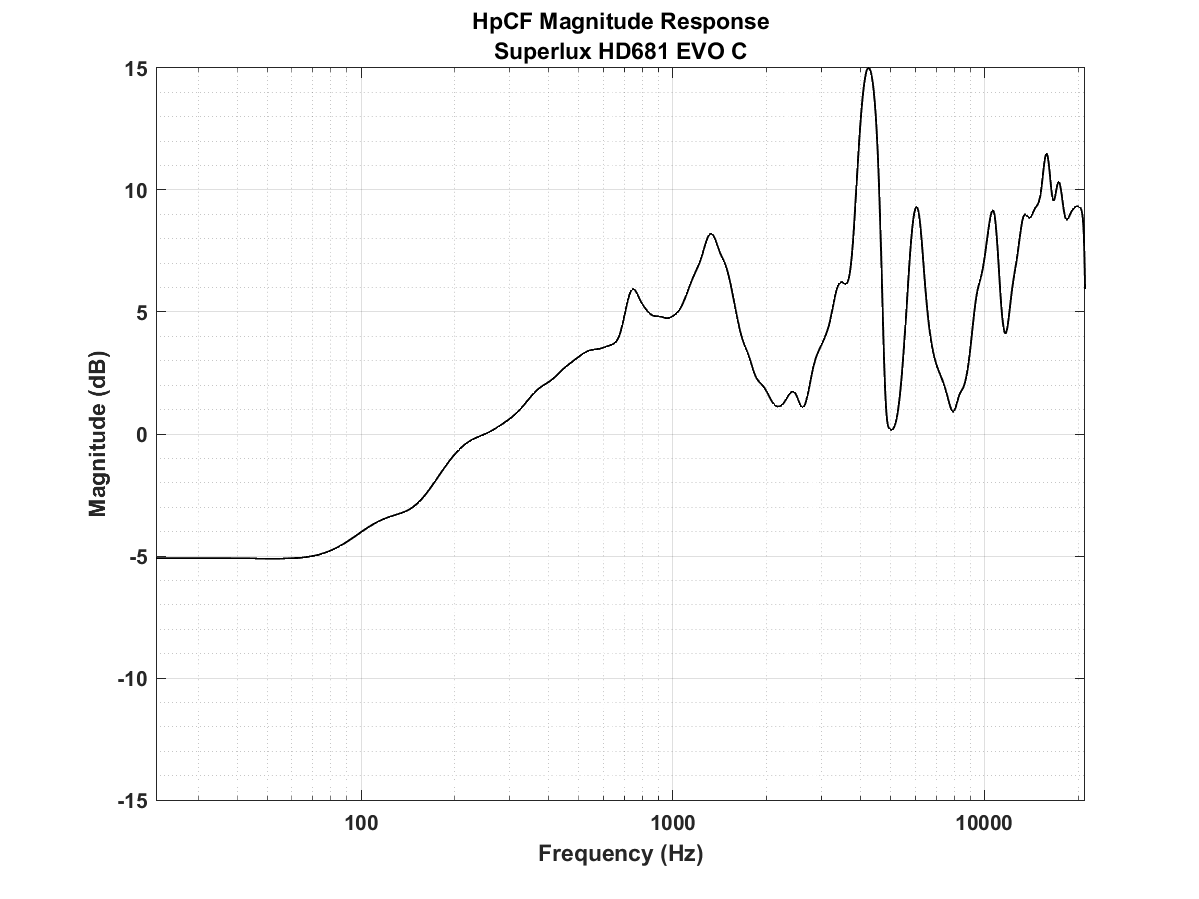 HpCF Magnitude Response
Superlux HD681 EVO C
15
10
5
0
-5
-10
-15
Magnitude (dB)
100
1000
10000
Frequency (Hz)